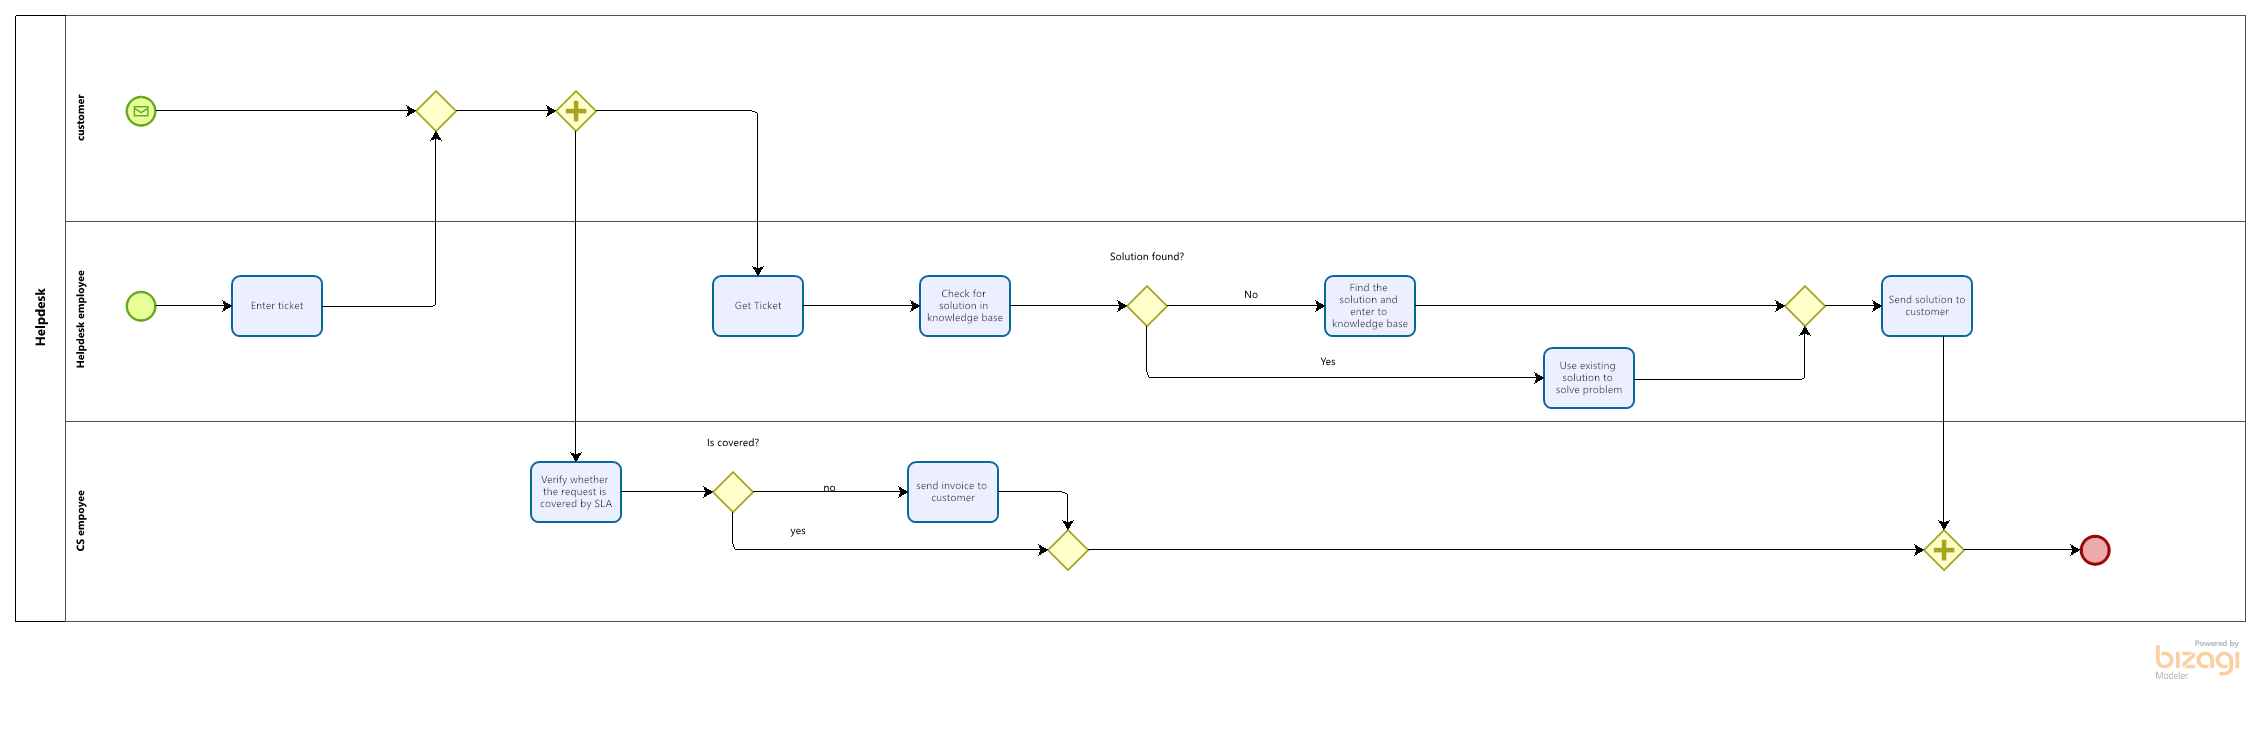 Helpdesk
customer
Helpdesk employee
Enter ticket
Get Ticket
Check for
solution in
knowledge base
Solution found?
No
Yes
Find the
solution and
enter to
knowledge base
Use existing
solution to
solve problem
Send solution to
customer
CS empoyee
Verify whether
the request is
covered by SLA
Is covered?
no
yes
send invoice to
customer
Powered by
bizagi
Modeler